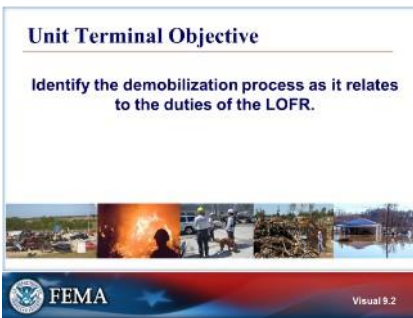 Unit Terminal Objective
Identify the demobilization process as it relates
to the duties of the LOFR.
FEMA
Visual 9.2